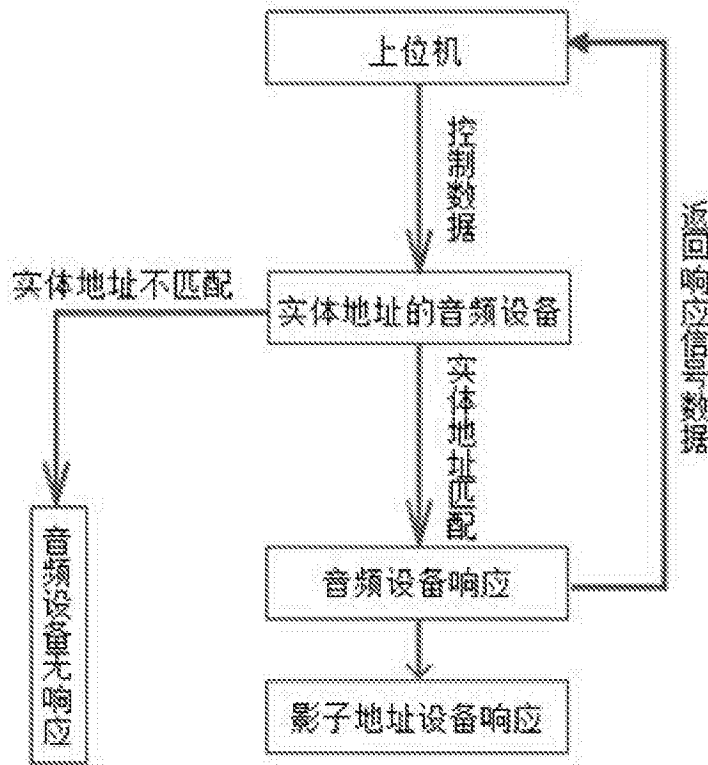 上位机
控制数据
实体地址不匹配
实体地址的音频设备
实体地址匹配
音频设备无响应
音频设备响应
影子地址设备响应